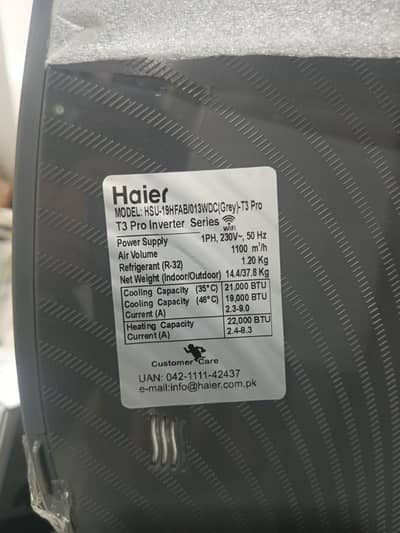 Haier
MODEL: HSU-19HFAB/013WDC(Grey)-T3 Pro
T3 Pro Inverter Series WiFi
Power Supply 1PH, 230V~, 50 Hz
Air Volume 1100 m³/h
Refrigerant (R-32) 1.20 Kg
Net Weight (Indoor/Outdoor) 14.4/37.8 Kg
Cooling Capacity (35°C) 21,000 BTU
Cooling Capacity (46°C) 19,000 BTU
Current (A) 2.3-9.0
Heating Capacity 22,000 BTU
Current (A) 2.4-8.3
Customer Care
UAN: 042-1111-42437
e-mail:info@haier.com.pk